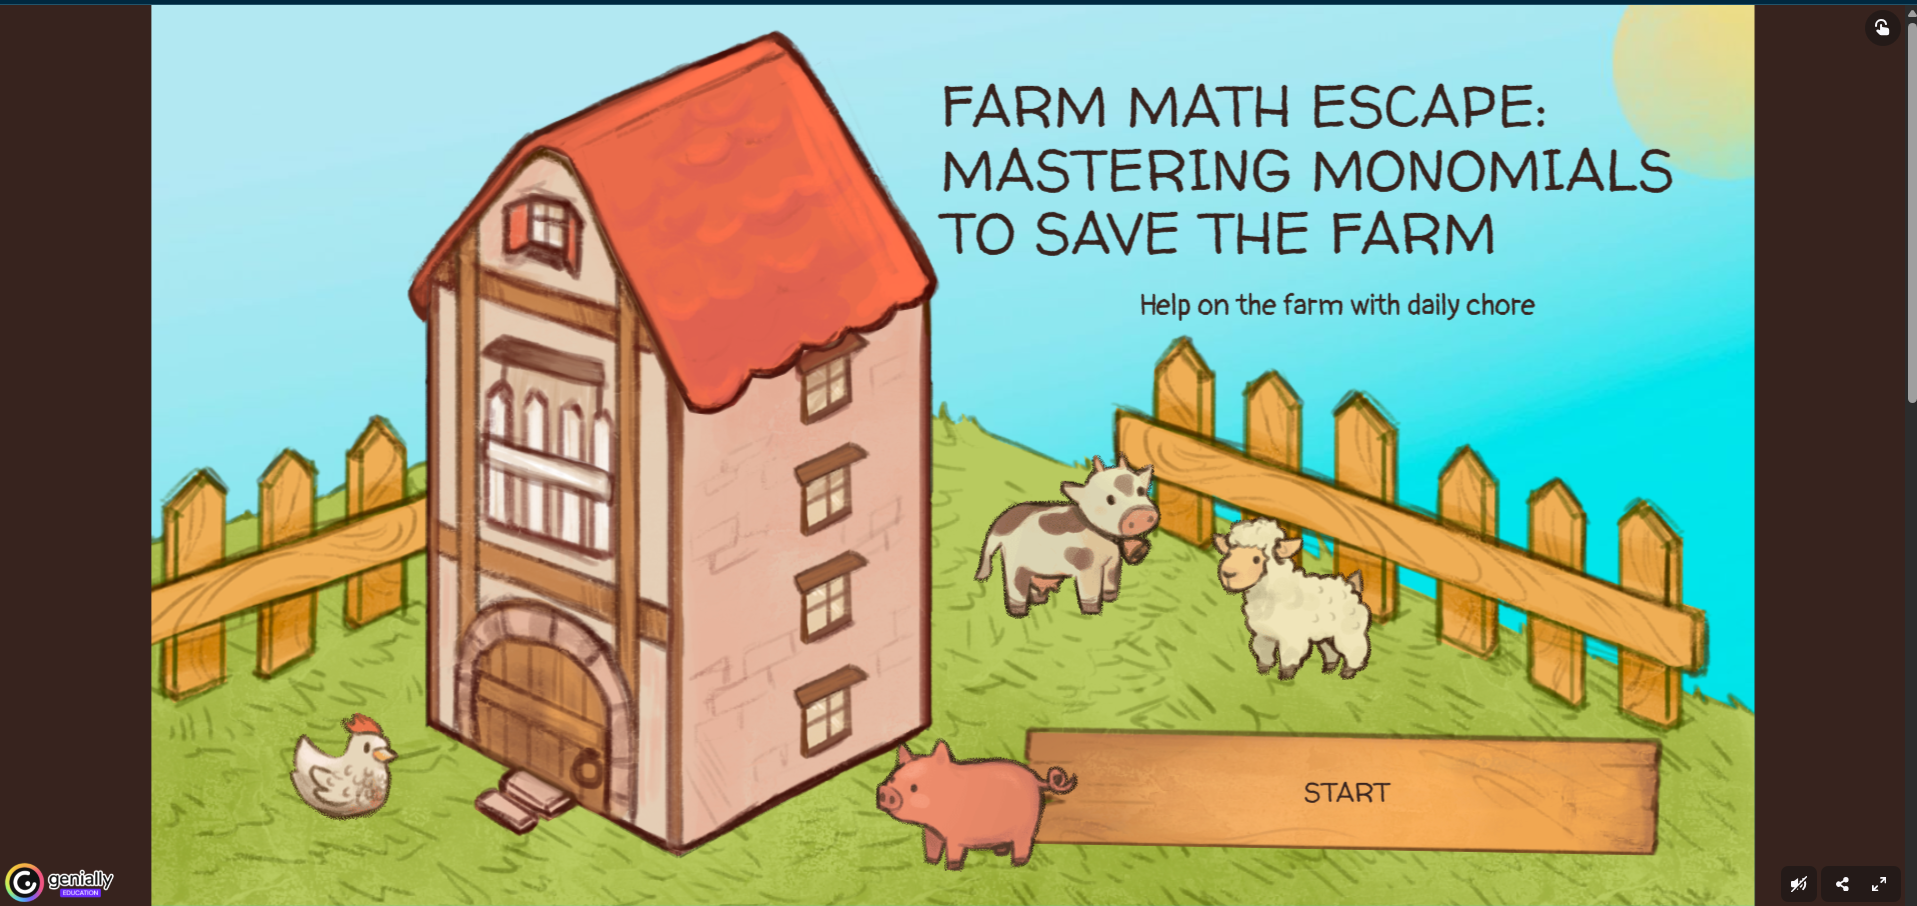 FARM MATH ESCAPE:
MASTERING MONOMIALS
TO SAVE THE FARM
Help on the farm with daily chore
START
genially
EDUCATION